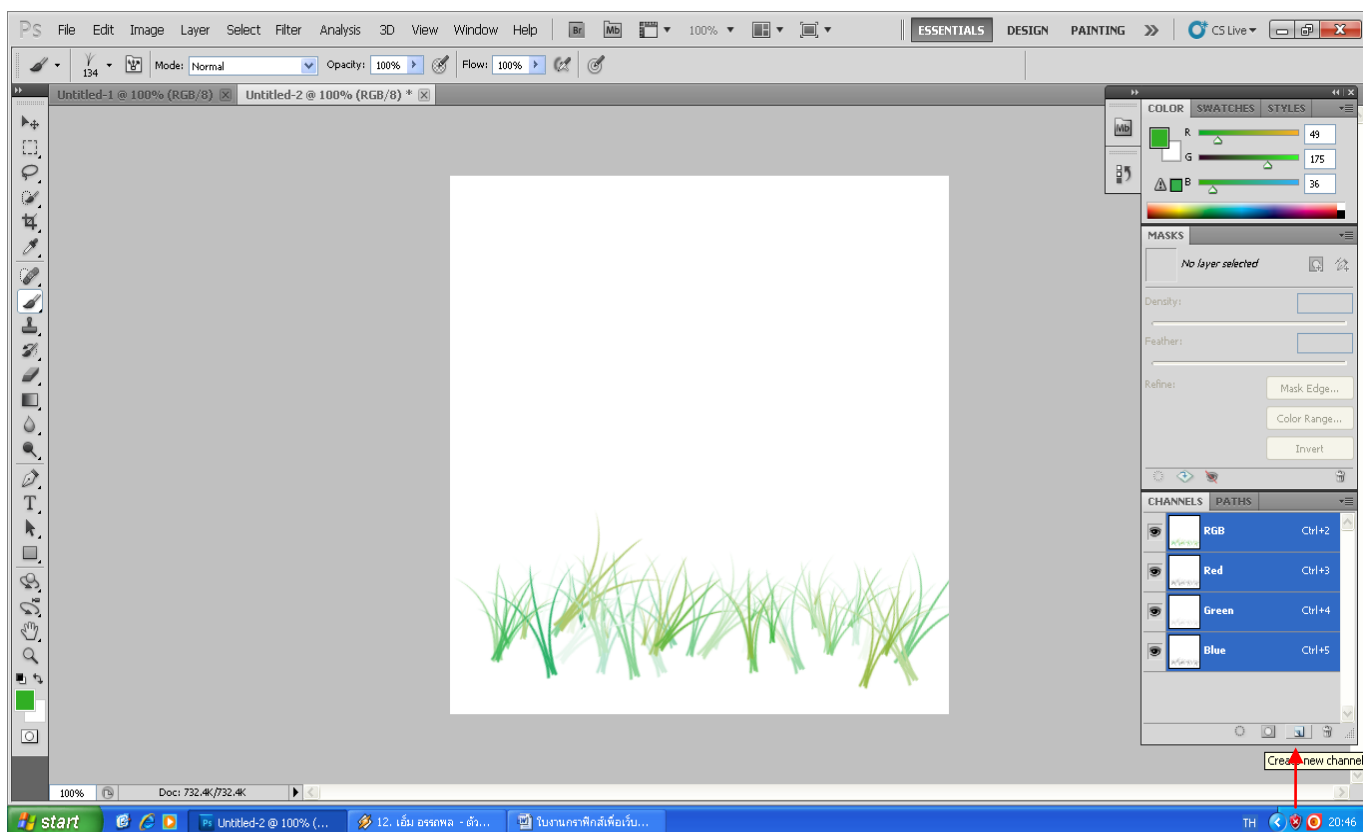 Ps File Edit Image Layer Select Filter Analysis 3D View Window Help Br Mb 100% ESSENTIALS DESIGN PAINTING CS Live
134 Mode: Normal Opacity: 100% Flow: 100%
Untitled-1 @ 100% (RGB/8) Untitled-2 @ 100% (RGB/8) *
COLOR SWATCHES STYLES
Mb
R 49
G 175
B 36
MASKS
No layer selected
Density:
Feather:
Refine: Mask Edge...
Color Range...
Invert
CHANNELS PATHS
RGB Ctrl+2
Red Ctrl+3
Green Ctrl+4
Blue Ctrl+5
new channel
100% Doc: 732.4K/732.4K
start Ps Untitled-2 @ 100% (... 12. เอ็ม อรรถพล - ตัว... ใบงานกราฟิกส์เพื่อเว็บ... TH 20:46